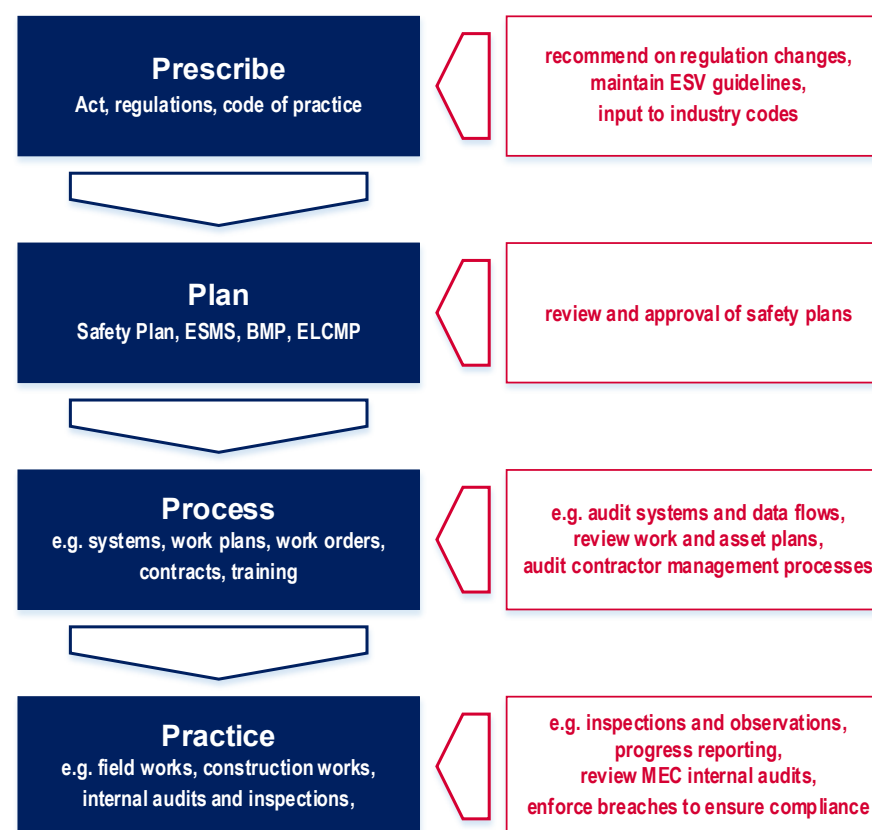 Prescribe
Act, regulations, code of practice
recommend on regulation changes,
maintain ESV guidelines,
input to industry codes
Plan
Safety Plan, ESMS, BMP, ELCMP
review and approval of safety plans
Process
e.g. systems, work plans, work orders,
contracts, training
e.g. audit systems and data flows,
review work and asset plans,
audit contractor management processes
Practice
e.g. field works, construction works,
internal audits and inspections,
e.g. inspections and observations,
progress reporting,
review MEC internal audits,
enforce breaches to ensure compliance